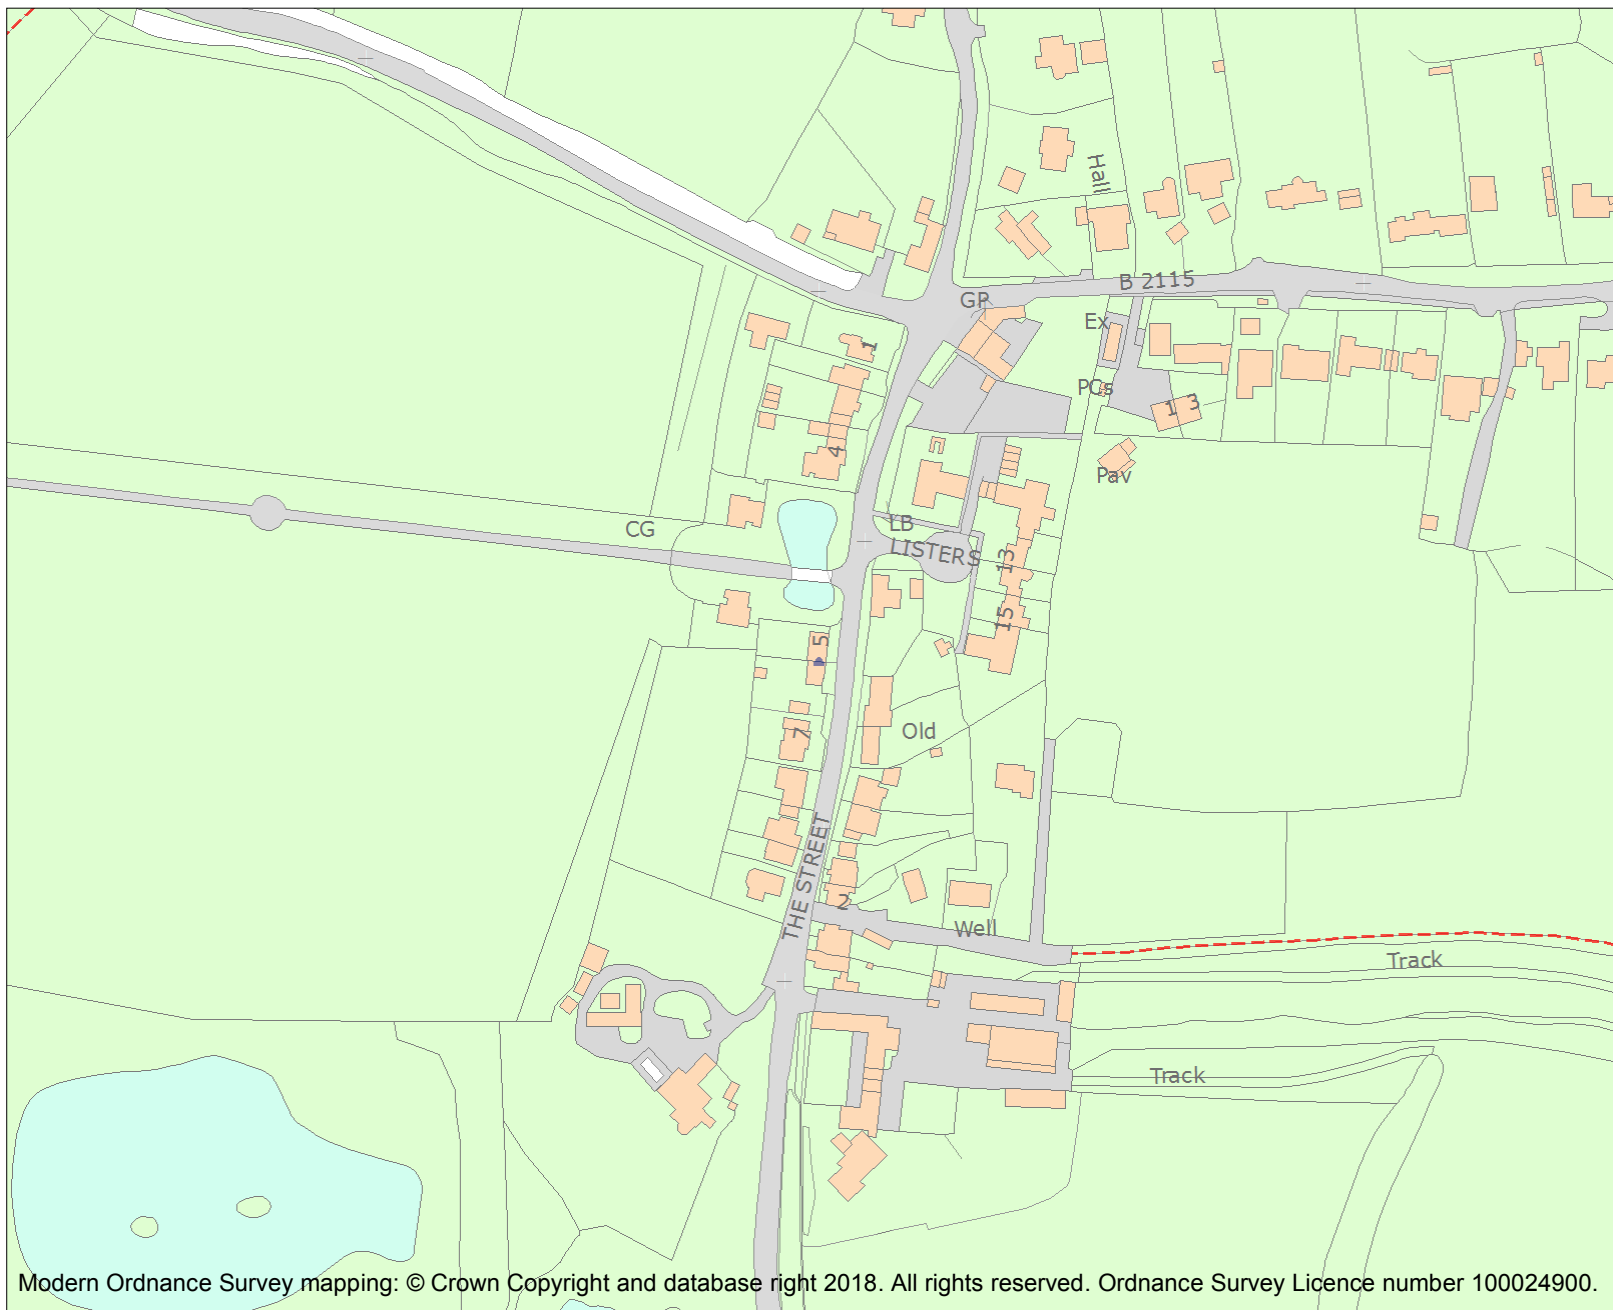 Hall
B 2115
GP
Ex
1
PCs
1 3
4
Pav
LB
CG
LISTERS
13
15
5
Old
7
THE STREET
2
Well
Track
Track
Modern Ordnance Survey mapping: © Crown Copyright and database right 2018. All rights reserved. Ordnance Survey Licence number 100024900.